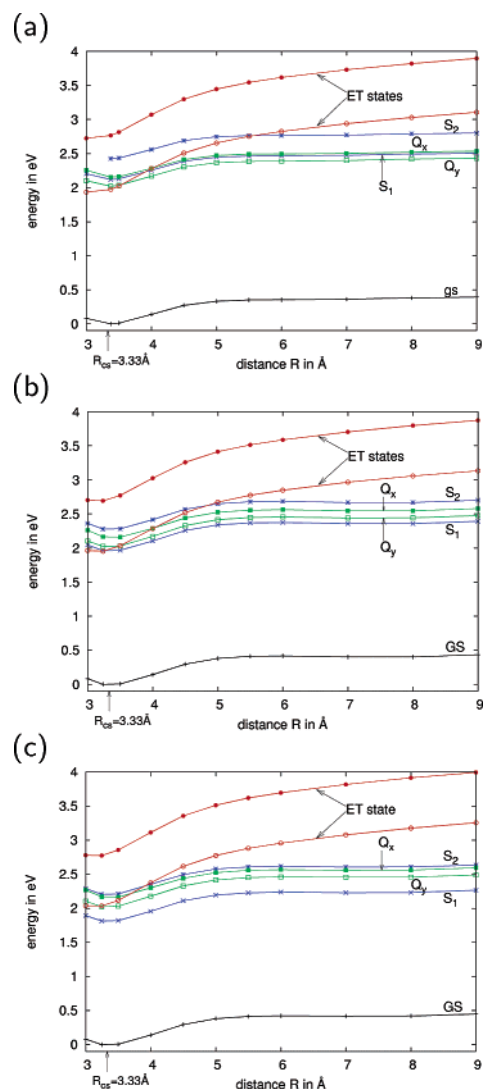 (a)
4
3.5
3
2.5
2
1.5
1
0.5
0
energy in eV
ET states
S2
Qx
Qy
S1
gs
3 4 5 6 7 8 9
Rcs=3.33Å
distance R in Å
(b)
4
3.5
3
2.5
2
1.5
1
0.5
0
energy in eV
ET states
Qx
S2
S1
Qy
GS
3 4 5 6 7 8 9
Rcs=3.33Å
distance R in Å
(c)
4
3.5
3
2.5
2
1.5
1
0.5
0
energy in eV
ET state
Qx
S2
Qy
S1
GS
3 4 5 6 7 8 9
Rcs=3.33Å
distance R in Å